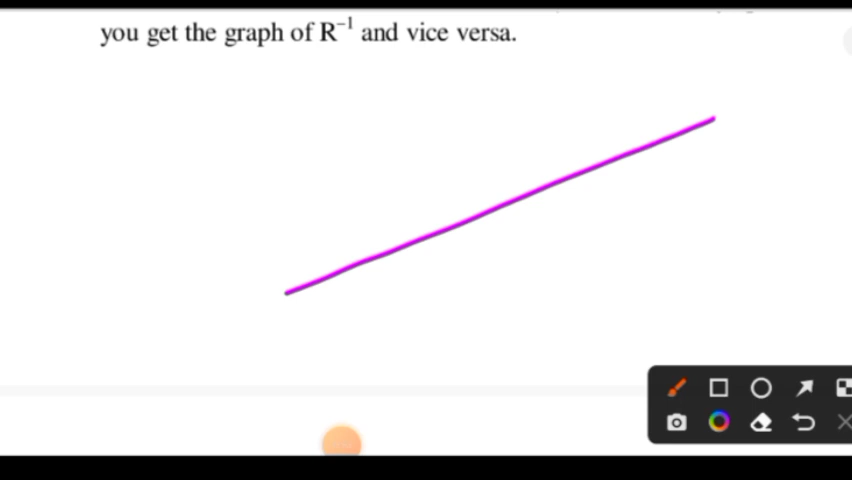 you get the graph of R⁻¹ and vice versa.